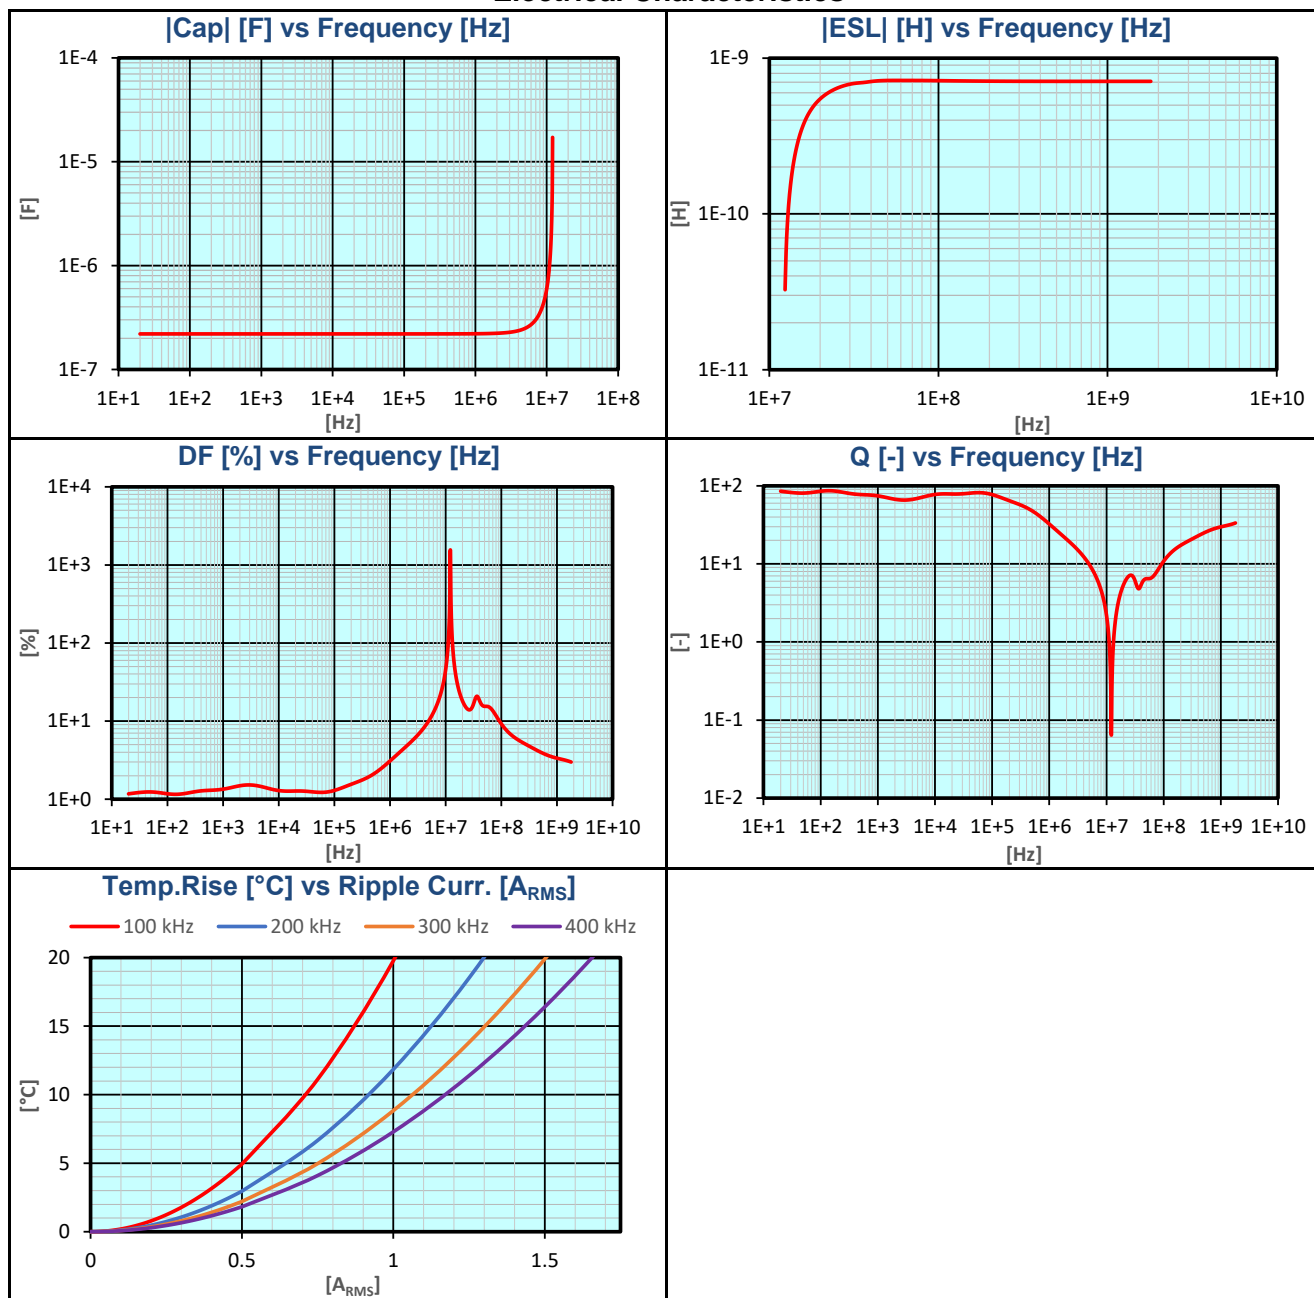 |Cap| [F] vs Frequency [Hz]
1E-4
1E-5
1E-6
1E-7
[F]
1E+1 1E+2 1E+3 1E+4 1E+5 1E+6 1E+7 1E+8
[Hz]
|ESL| [H] vs Frequency [Hz]
1E-9
1E-10
1E-11
[H]
1E+7 1E+8 1E+9 1E+10
[Hz]
DF [%] vs Frequency [Hz]
1E+4
1E+3
1E+2
1E+1
1E+0
[%]
1E+1 1E+2 1E+3 1E+4 1E+5 1E+6 1E+7 1E+8 1E+9 1E+10
[Hz]
Q [-] vs Frequency [Hz]
1E+2
1E+1
1E+0
1E-1
1E-2
[-]
1E+1 1E+2 1E+3 1E+4 1E+5 1E+6 1E+7 1E+8 1E+9 1E+10
[Hz]
Temp.Rise [°C] vs Ripple Curr. [ARMS]
100 kHz 200 kHz 300 kHz 400 kHz
20
15
10
5
0
[°C]
0 0.5 1 1.5
[ARMS]